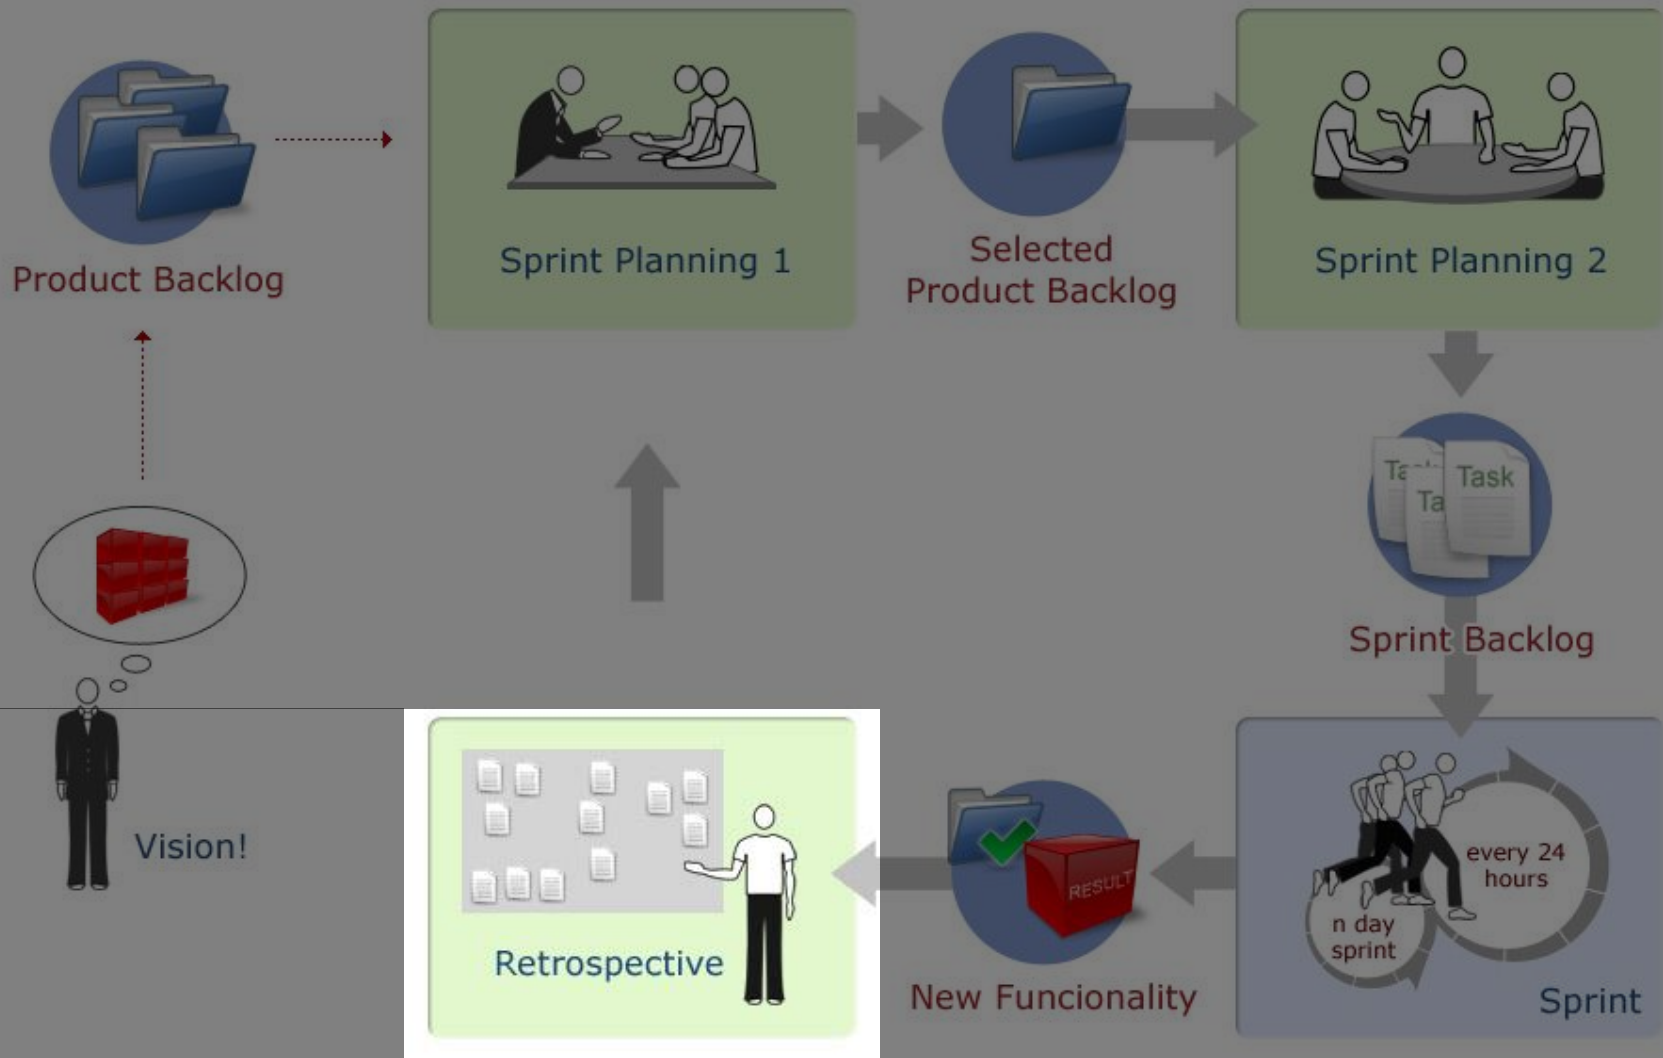 Product Backlog
Sprint Planning 1
Selected
Product Backlog
Sprint Planning 2
Task
Ta
Sprint Backlog
Vision!
Retrospective
RESULT
New Funcionality
every 24
hours
n day
sprint
Sprint